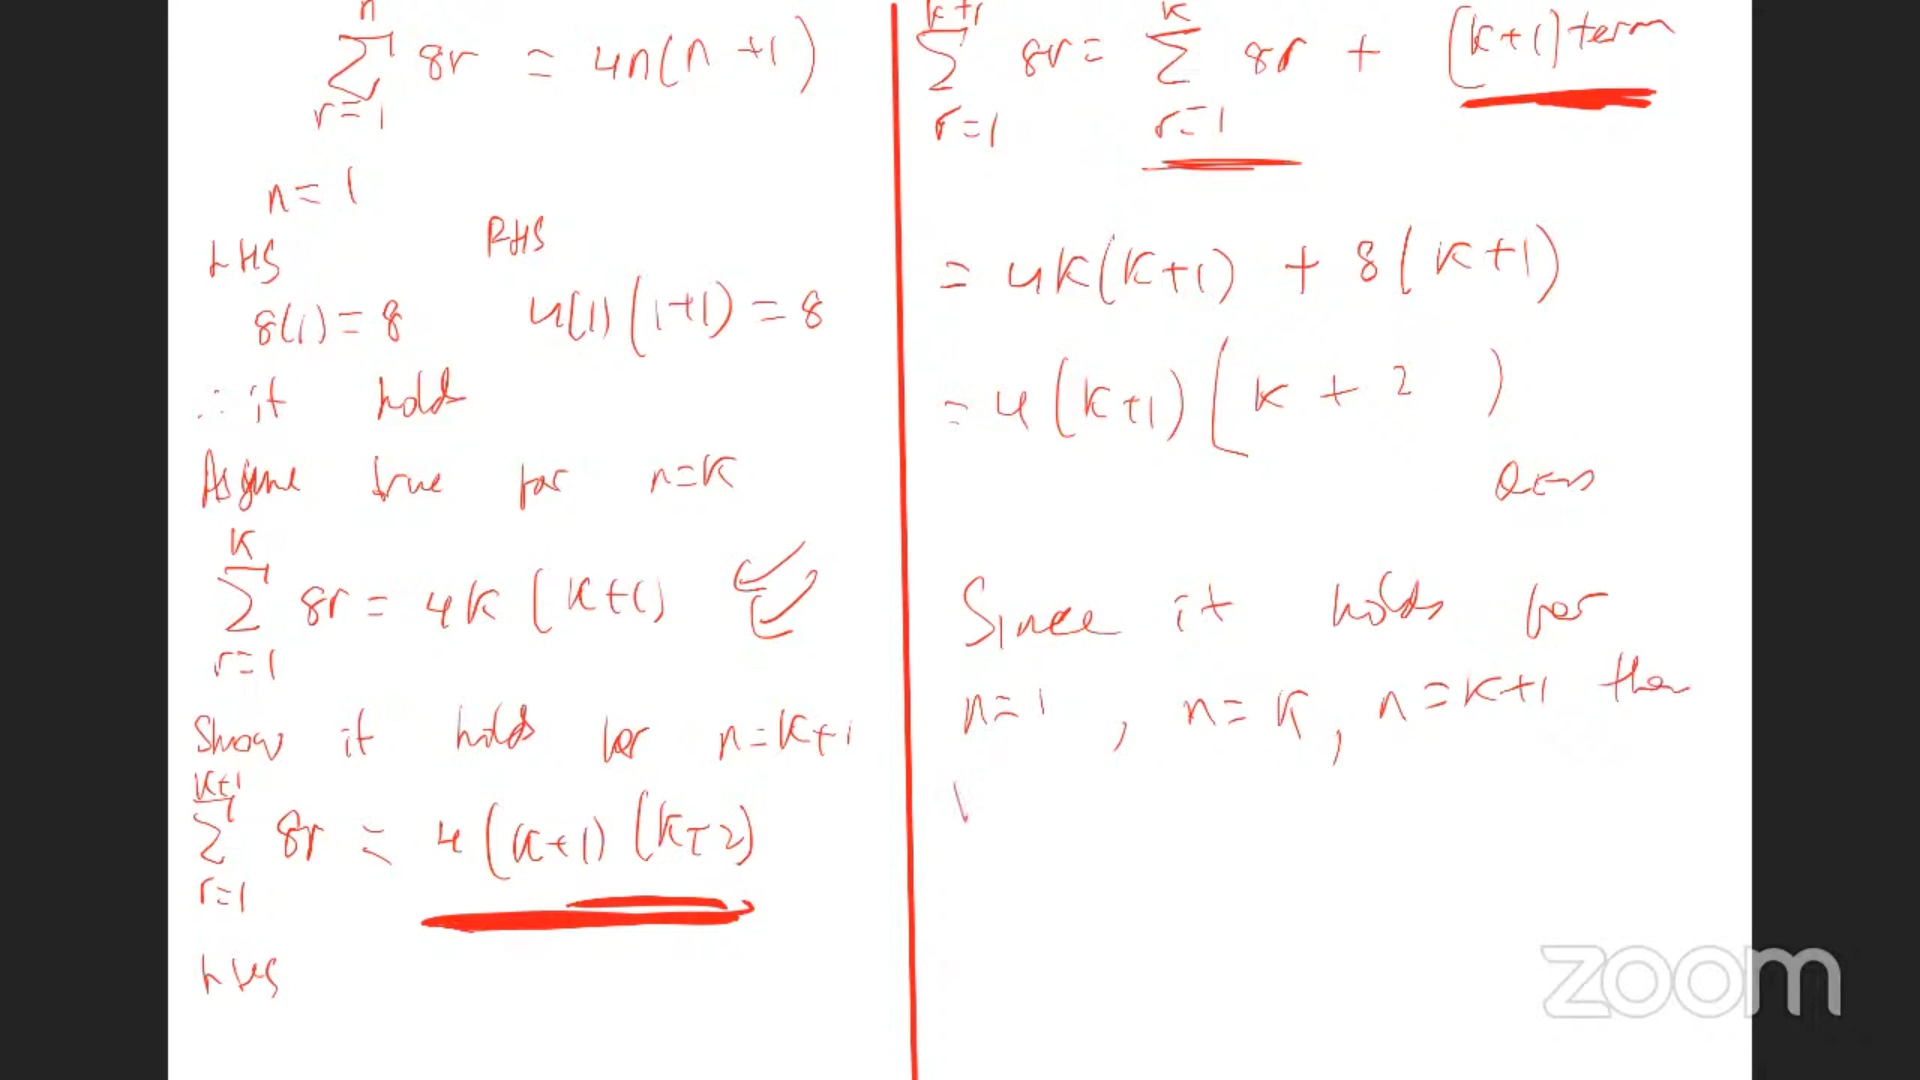 n
∑ 8r = 4n(n+1)
r=1
n=1
LHS RHS
8(1)=8 4(1)(1+1)=8
∴ it hold
Assume true for n=k
k
∑ 8r = 4k(k+1)
r=1
Show it holds for n=k+1
k+1
∑ 8r = 4(k+1)(k+2)
r=1
LHS
k+1 k
∑ 8r = ∑ 8r + (k+1) term
r=1 r=1
= 4k(k+1) + 8(k+1)
= 4(k+1)(k+2)
Since it holds for
n=1, n=k, n=k+1 then
zoom